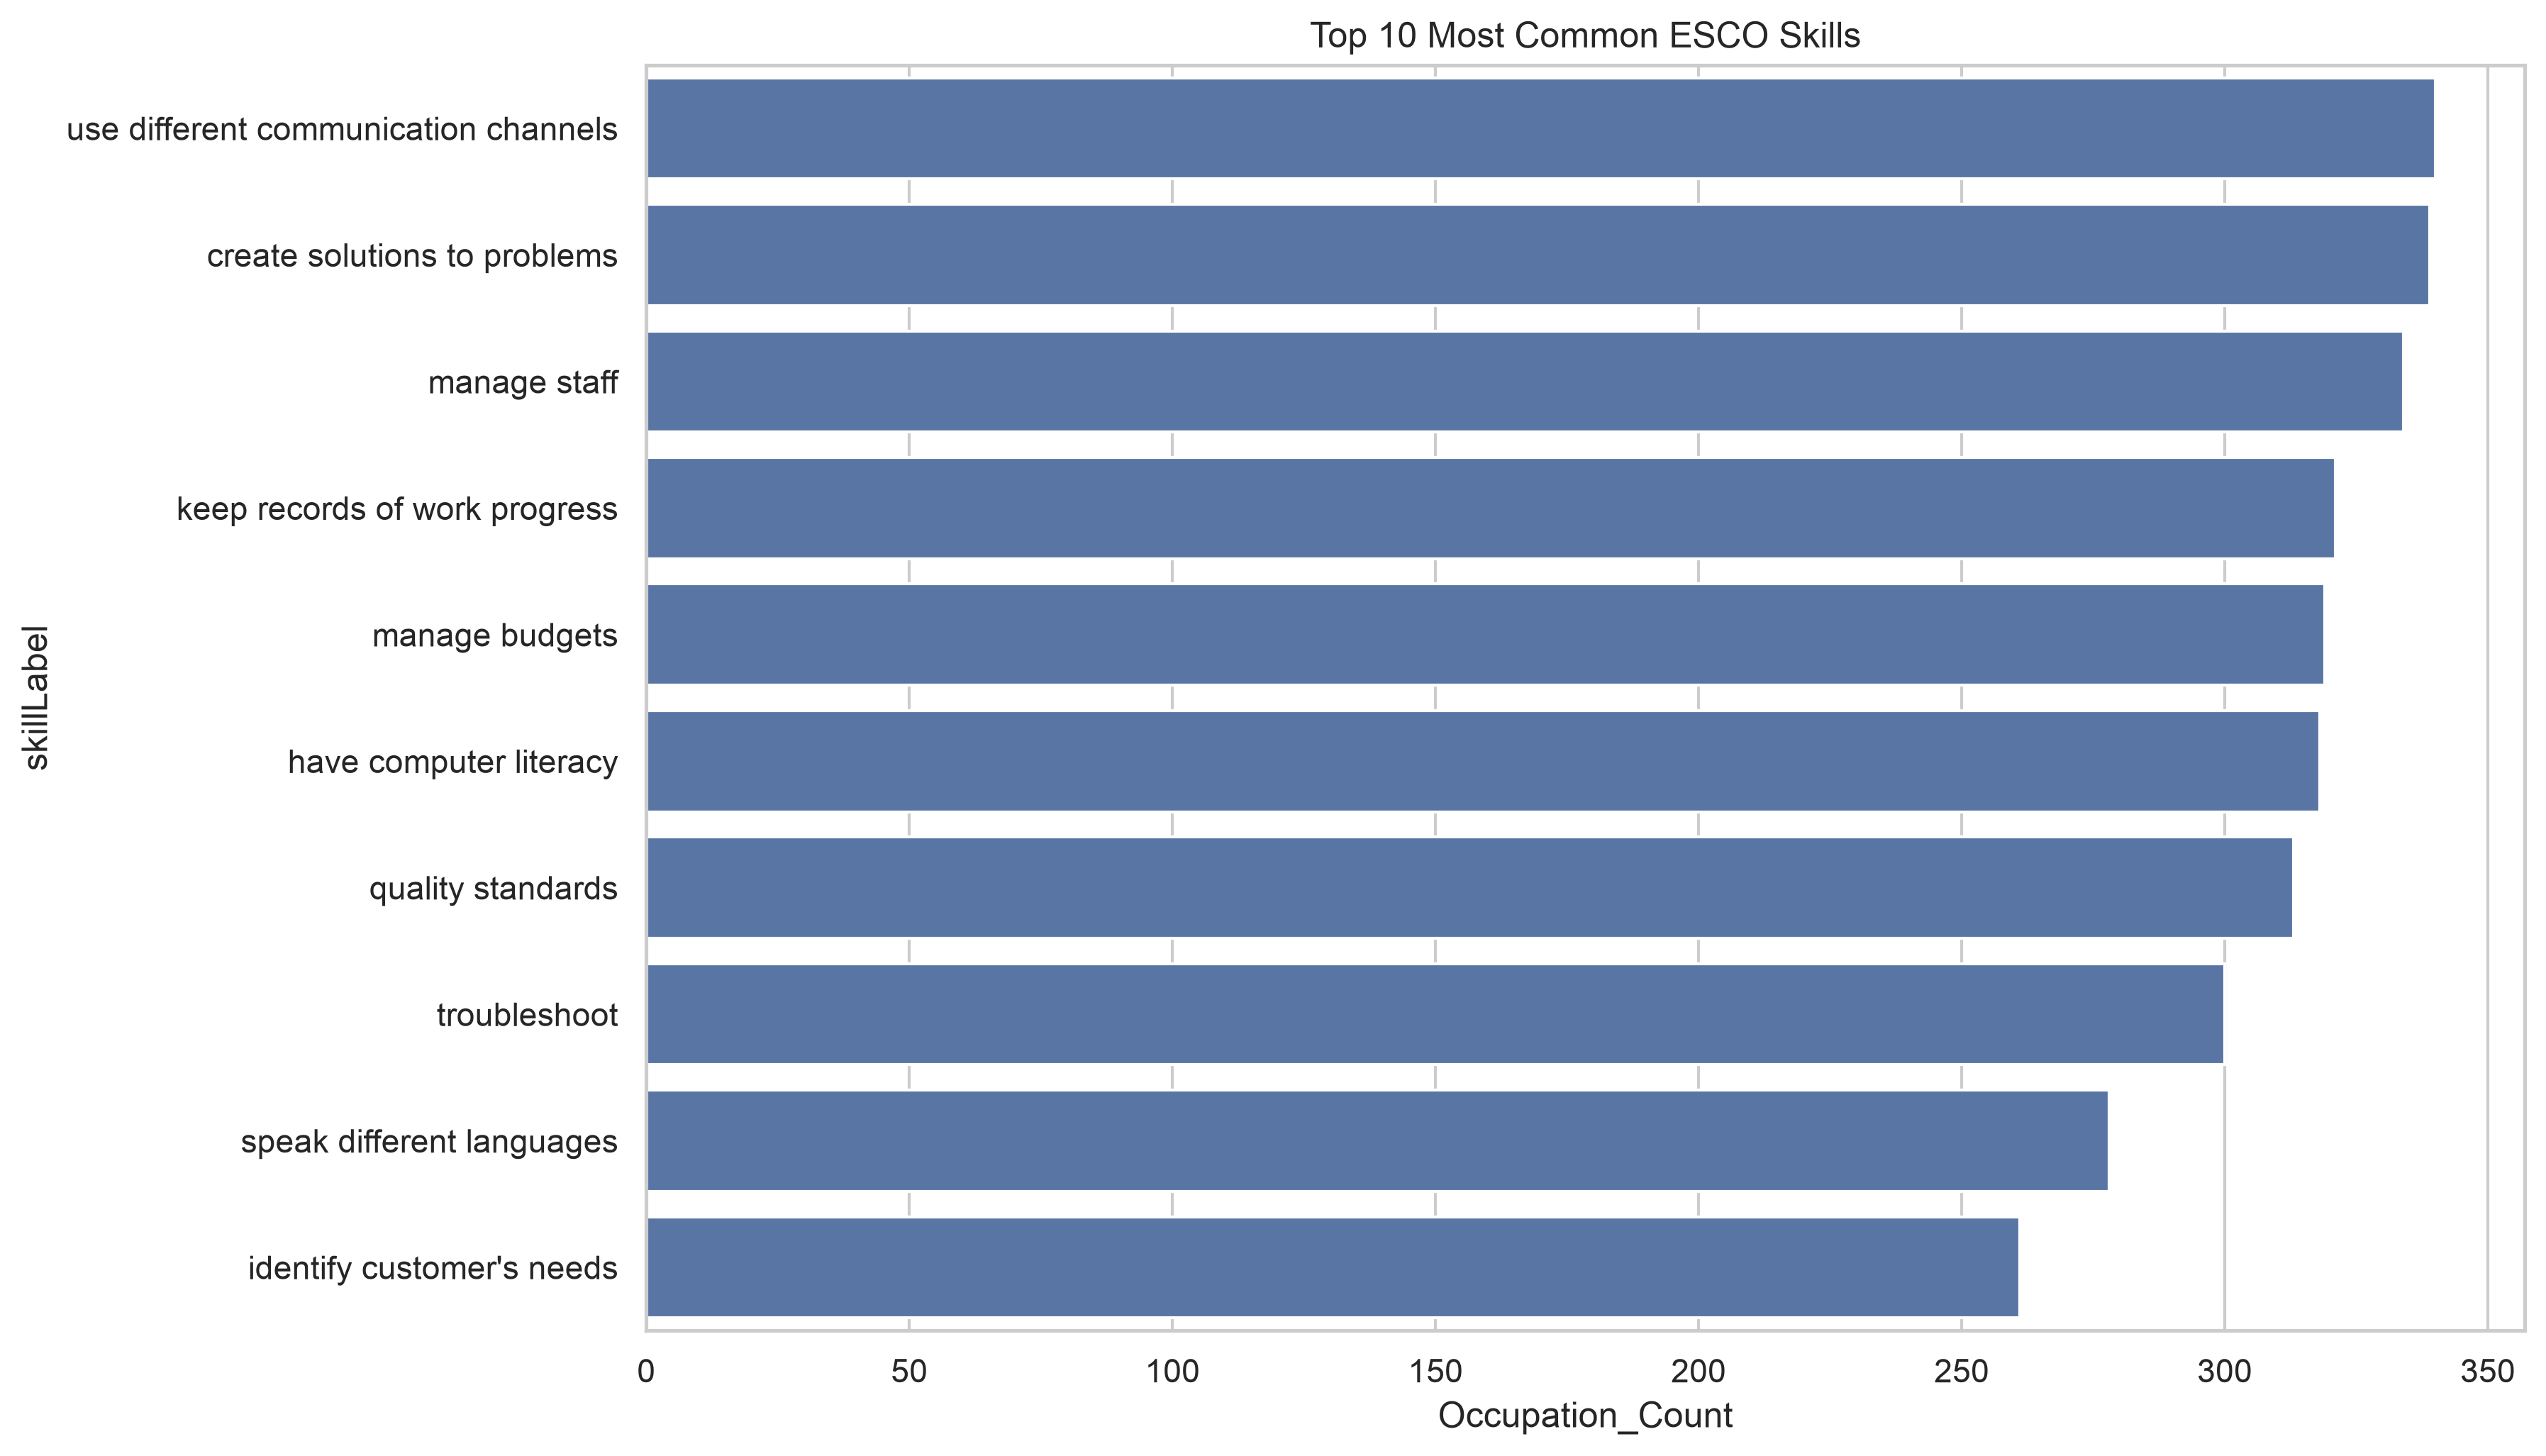 Top 10 Most Common ESCO Skills
use different communication channels
create solutions to problems
manage staff
keep records of work progress
manage budgets
have computer literacy
quality standards
troubleshoot
speak different languages
identify customer's needs
skillLabel
0 50 100 150 200 250 300 350
Occupation_Count